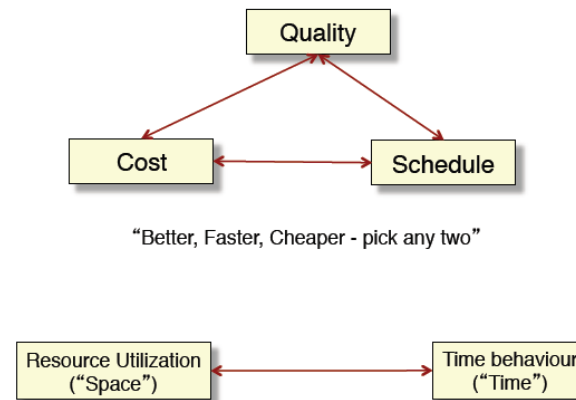 Quality
Cost
Schedule
“Better, Faster, Cheaper - pick any two”
Resource Utilization
(“Space”)
Time behaviour
(“Time”)